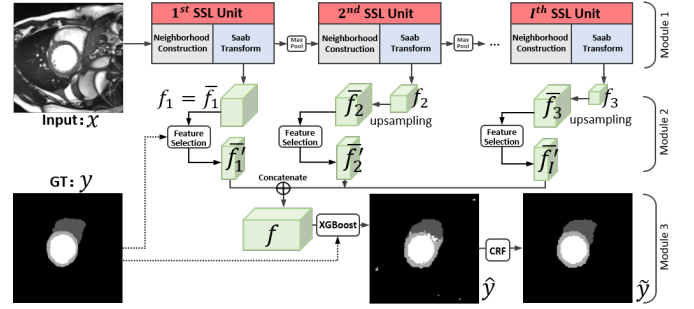 1st SSL Unit
2nd SSL Unit
Ith SSL Unit
Neighborhood
Construction
Saab
Transform
Max
Pool
Neighborhood
Construction
Saab
Transform
Max
Pool
...
Neighborhood
Construction
Saab
Transform
Module 1
Input: x
f₁ = f̅₁
f̅₂
f₂
upsampling
f̅₃
f₃
upsampling
Feature
Selection
Feature
Selection
Feature
Selection
f̅₁′
f̅₂′
f̅_I′
Module 2
GT: y
Concatenate
f
XGBoost
ŷ
CRF
ỹ
Module 3